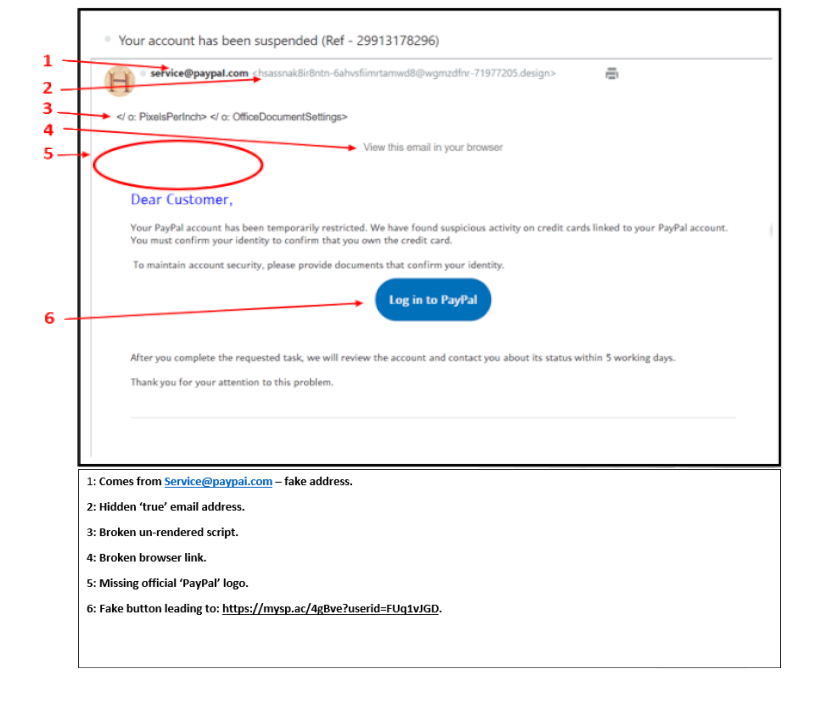 Your account has been suspended (Ref - 29913178296)
1
service@paypal.com <hsassnak8ir8ntn-6ahvsfiimrtamwd8@wgmzdfnr-71977205.design>
2
3
</ o: PixelsPerInch> </ o: OfficeDocumentSettings>
4
View this email in your browser
5
Dear Customer,
Your PayPal account has been temporarily restricted. We have found suspicious activity on credit cards linked to your PayPal account.
You must confirm your identity to confirm that you own the credit card.
To maintain account security, please provide documents that confirm your identity.
Log in to PayPal
6
After you complete the requested task, we will review the account and contact you about its status within 5 working days.
Thank you for your attention to this problem.
1: Comes from Service@paypai.com – fake address.
2: Hidden ‘true’ email address.
3: Broken un-rendered script.
4: Broken browser link.
5: Missing official ‘PayPal’ logo.
6: Fake button leading to: https://mysp.ac/4gBve?userid=FUq1vJGD.